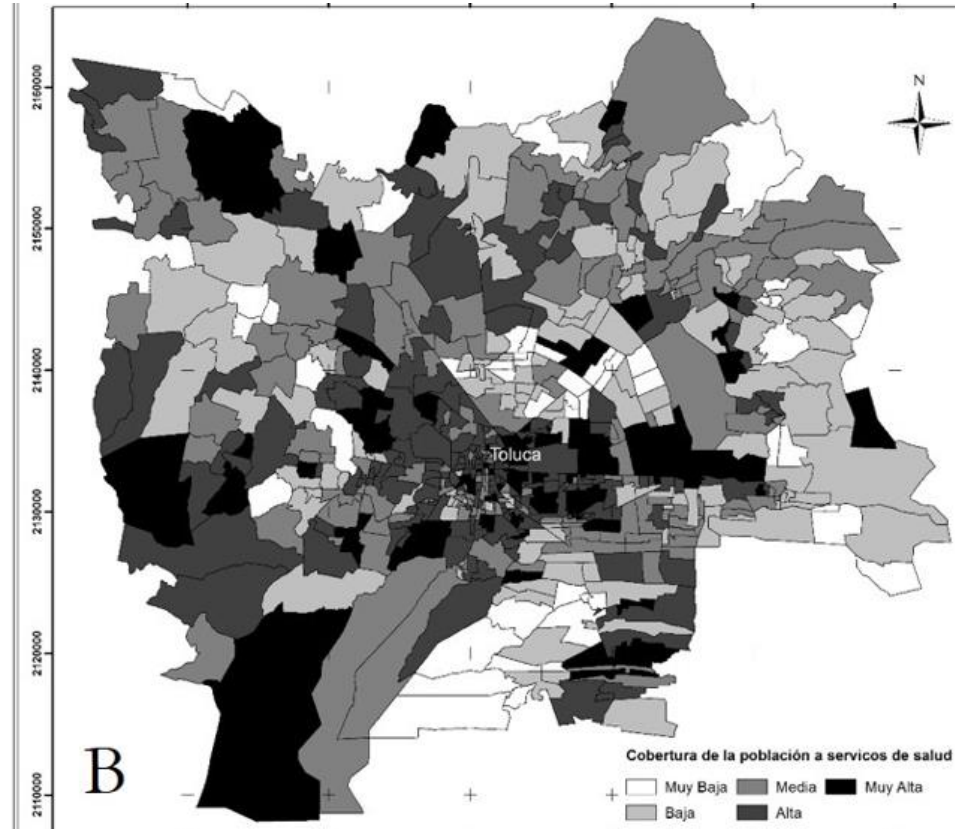 N
2160000
2150000
2140000
2130000
2120000
2110000
Toluca
B
Cobertura de la población a servicos de salud
Muy Baja
Media
Muy Alta
Baja
Alta